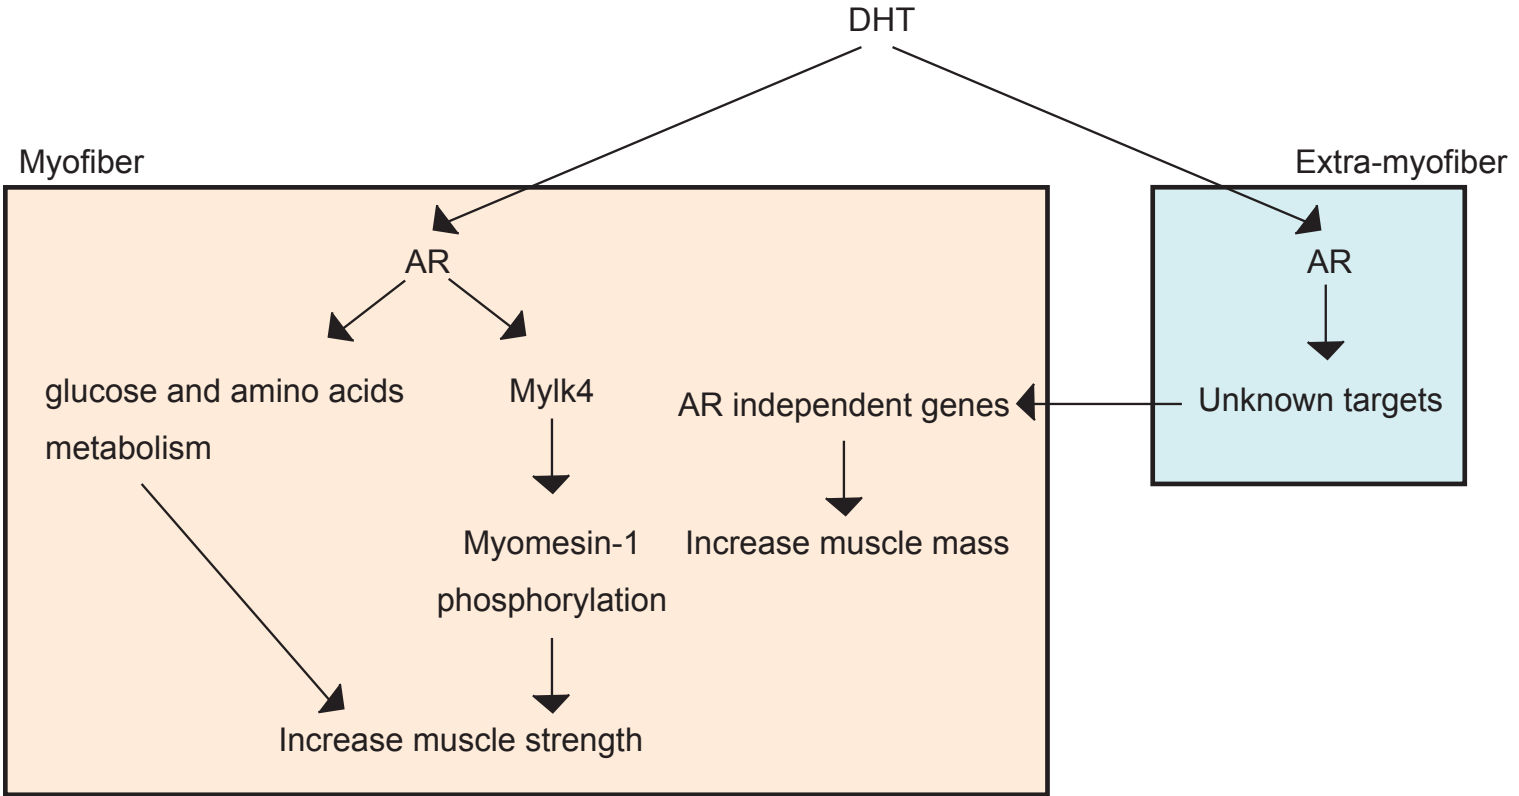 DHT
Myofiber
Extra-myofiber
AR
AR
glucose and amino acids
metabolism
Mylk4
AR independent genes
Unknown targets
Myomesin-1
phosphorylation
Increase muscle mass
Increase muscle strength